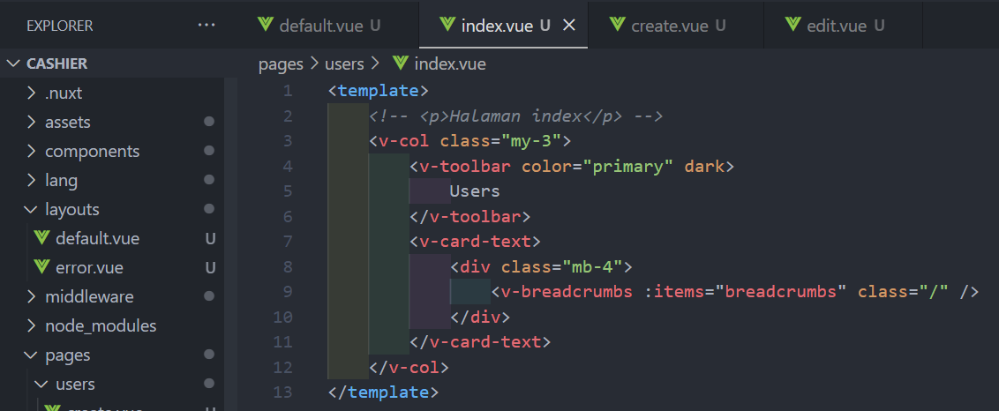 EXPLORER ···
default.vue U index.vue U × create.vue U edit.vue U
CASHIER
.nuxt
assets
components
lang
layouts
default.vue U
error.vue U
middleware
node_modules
pages
users
create.vue U
pages > users > index.vue
1 <template>
2 <!-- <p>Halaman index</p> -->
3 <v-col class="my-3">
4 <v-toolbar color="primary" dark>
5 Users
6 </v-toolbar>
7 <v-card-text>
8 <div class="mb-4">
9 <v-breadcrumbs :items="breadcrumbs" class="/" />
10 </div>
11 </v-card-text>
12 </v-col>
13 </template>